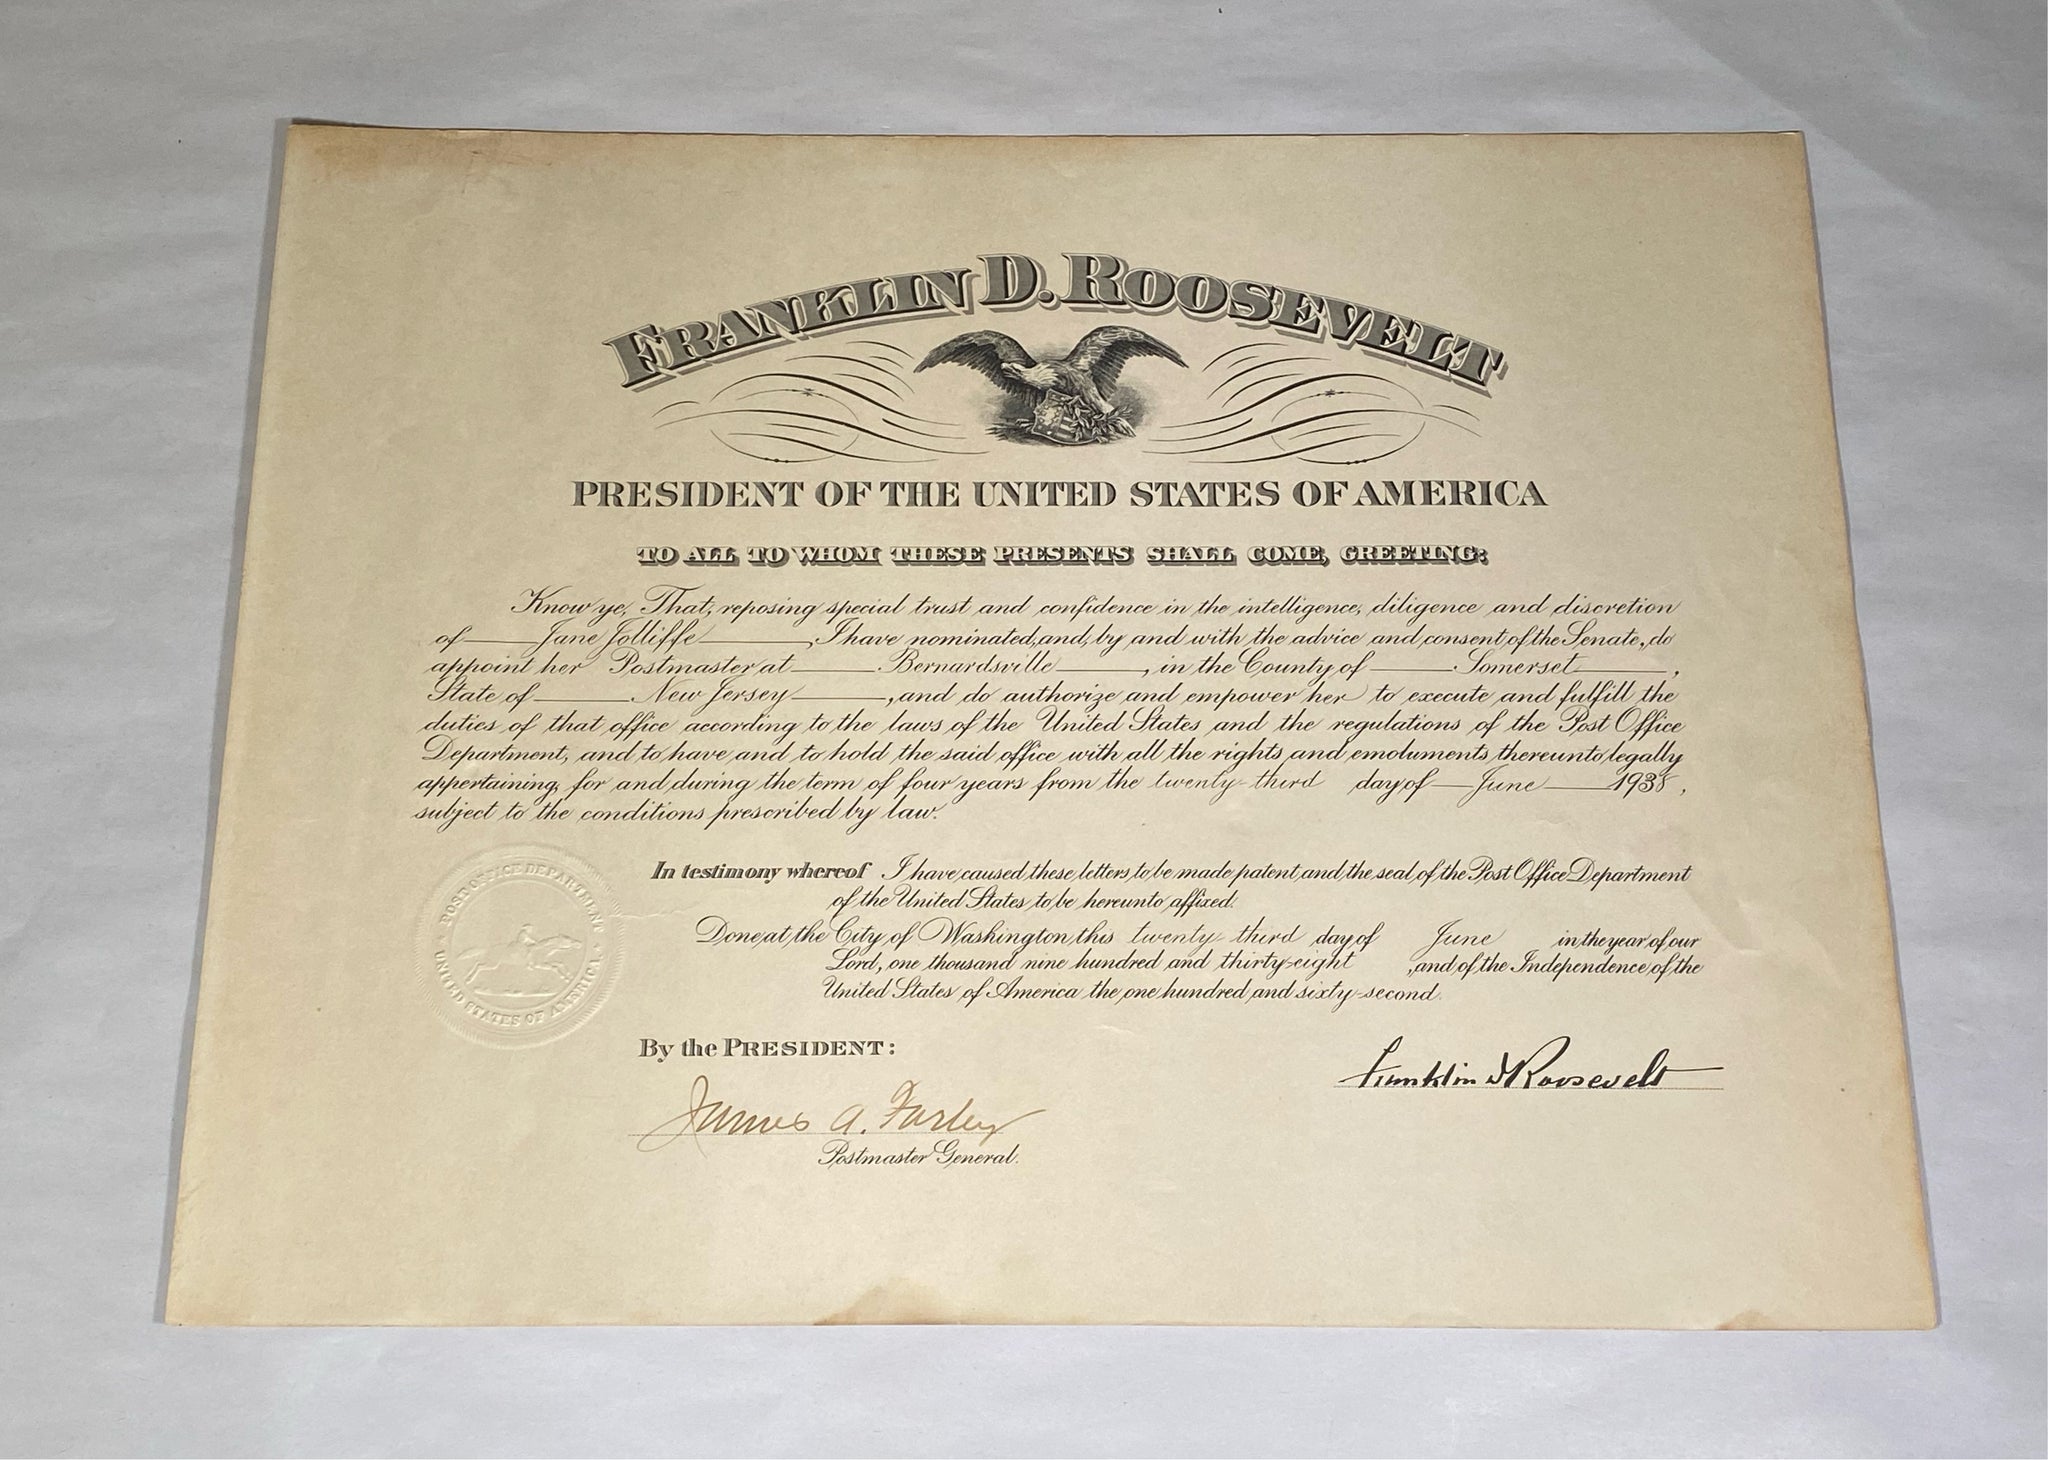 FRANKLIN D. ROOSEVELT
PRESIDENT OF THE UNITED STATES OF AMERICA
TO ALL TO WHOM THESE PRESENTS SHALL COME, GREETING:
Know ye, That, reposing special trust and confidence in the intelligence, diligence and discretion
of Jane Jolliffe, I have nominated, and, by and with the advice and consent of the Senate, do
appoint her Postmaster at Bernardsville, in the County of Somerset,
State of New Jersey, and do authorize and empower her to execute and fulfill the
duties of that office according to the laws of the United States and the regulations of the Post Office
Department, and to have and to hold the said office with all the rights and emoluments thereunto legally
appertaining, for and during the term of four years from the twenty-third day of June 1938,
subject to the conditions prescribed by law.
POST OFFICE DEPARTMENT
UNITED STATES OF AMERICA
In testimony whereof I have caused these letters to be made patent and the seal of the Post Office Department
of the United States to be hereunto affixed.
Done at the City of Washington this twenty-third day of June in the year of our
Lord, one thousand nine hundred and thirty-eight, and of the Independence of the
United States of America the one hundred and sixty-second.
By the PRESIDENT:
Franklin D Roosevelt
James A. Farley
Postmaster General.